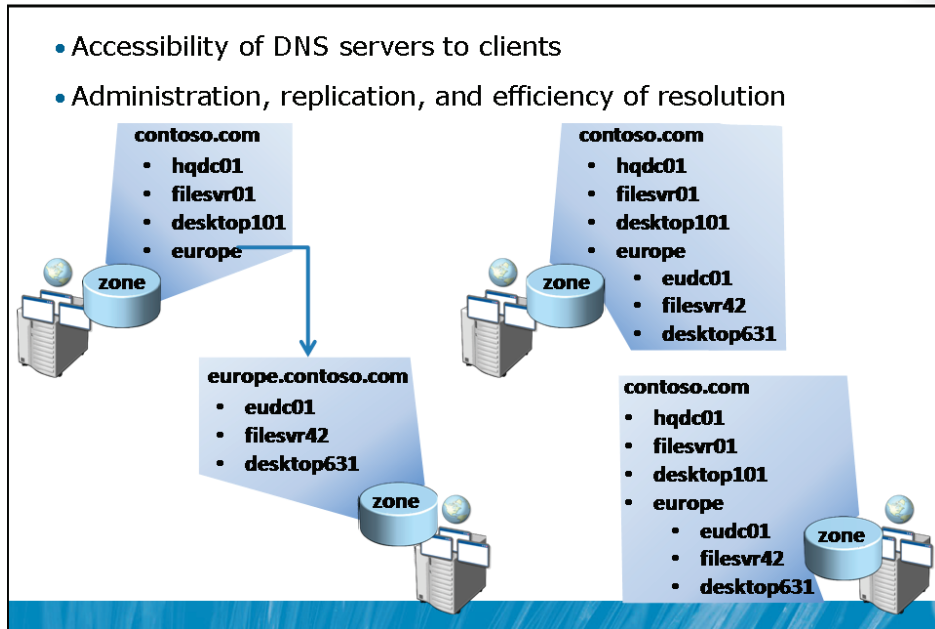 • Accessibility of DNS servers to clients
• Administration, replication, and efficiency of resolution
contoso.com
• hqdc01
• filesvr01
• desktop101
• europe
zone
europe.contoso.com
• eudc01
• filesvr42
• desktop631
zone
contoso.com
• hqdc01
• filesvr01
• desktop101
• europe
• eudc01
• filesvr42
• desktop631
zone
contoso.com
• hqdc01
• filesvr01
• desktop101
• europe
• eudc01
• filesvr42
• desktop631
zone